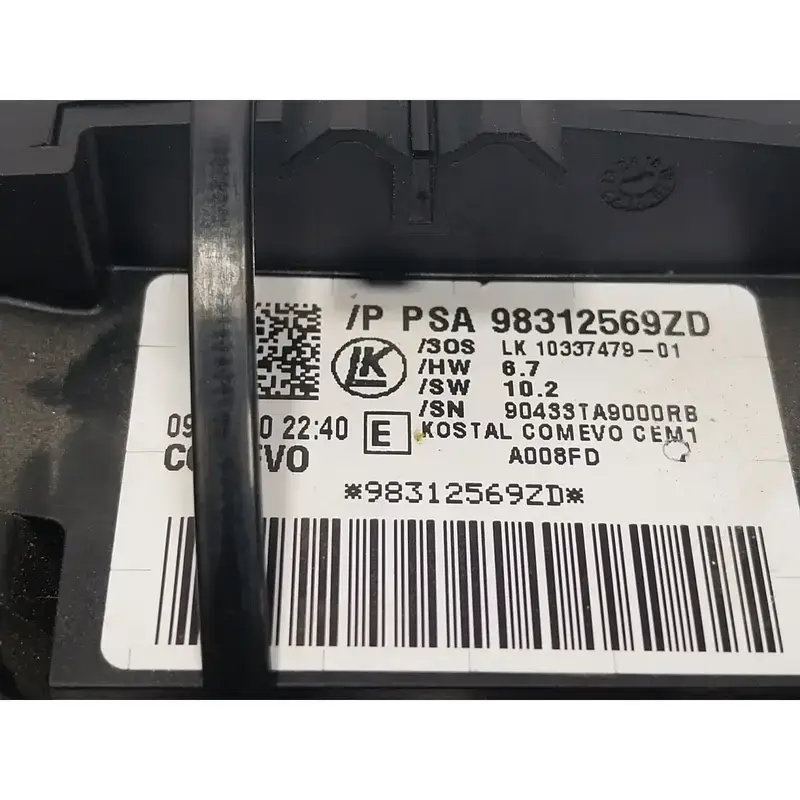 /P PSA 98312569ZD
/3OS LK 10337479-01
LK
/HW 6.7
/SW 10.2
/SN 90433TA9000RB
22:40 E KOSTAL COMEVO CEM1
A008FD
*98312569ZD*